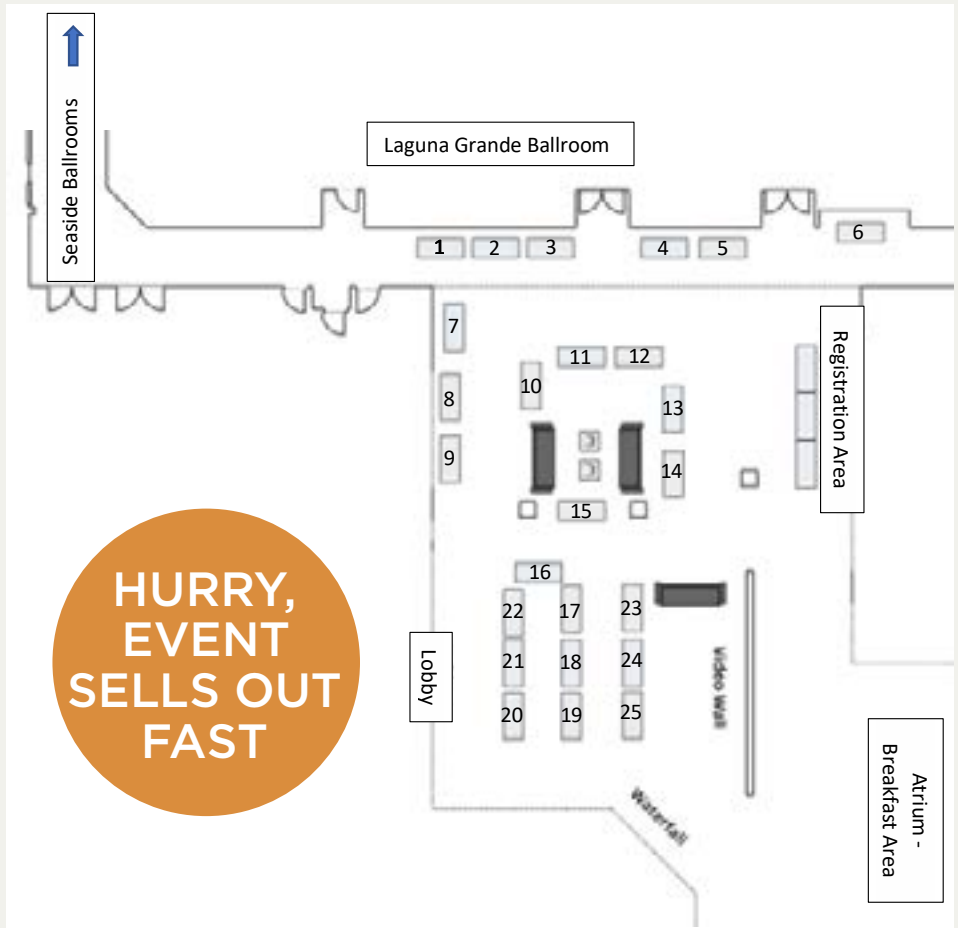 Seaside Ballrooms
Laguna Grande Ballroom
1
2
3
4
5
6
7
8
9
10
11
12
13
14
15
Registration Area
16
22
17
23
21
18
24
20
19
25
Lobby
Video Wall
Waterfall
Atrium -
Breakfast Area
HURRY,
EVENT
SELLS OUT
FAST